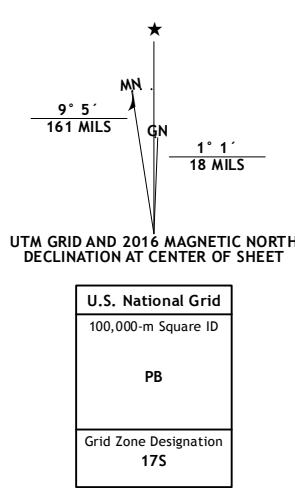 MN
GN
9° 5´
161 MILS
1° 1´
18 MILS
UTM GRID AND 2016 MAGNETIC NORTH
DECLINATION AT CENTER OF SHEET
U.S. National Grid
100,000-m Square ID
PB
Grid Zone Designation
17S